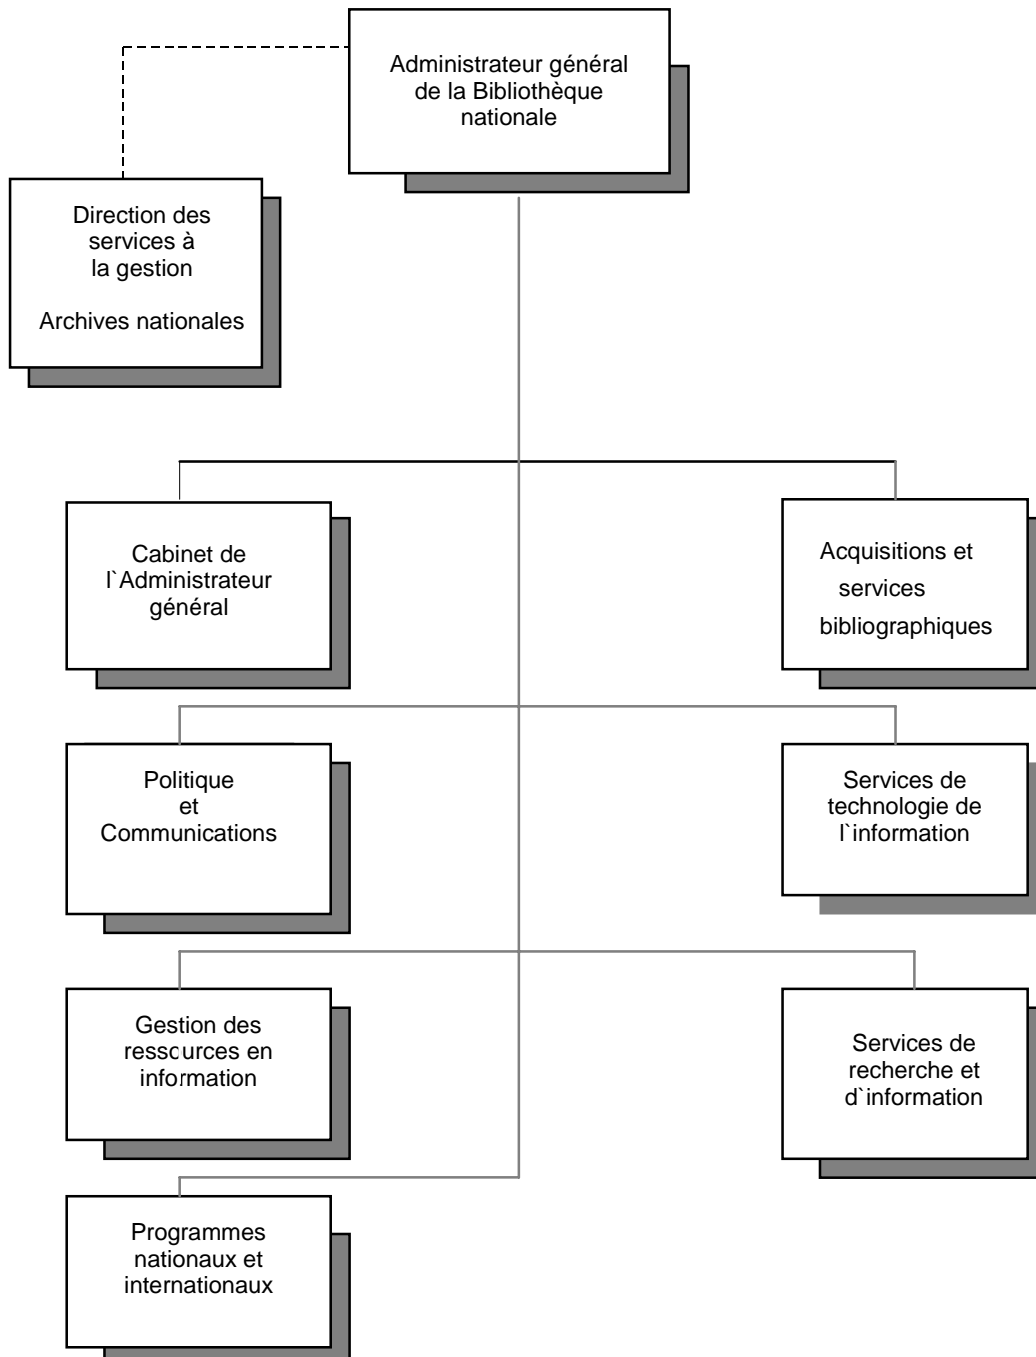 Administrateur général
de la Bibliothèque
nationale
Direction des
services à
la gestion
Archives nationales
Cabinet de
l`Administrateur
général
Acquisitions et
services
bibliographiques
Politique
et
Communications
Services de
technologie de
l`information
Gestion des
ressources en
information
Services de
recherche et
d`information
Programmes
nationaux et
internationaux